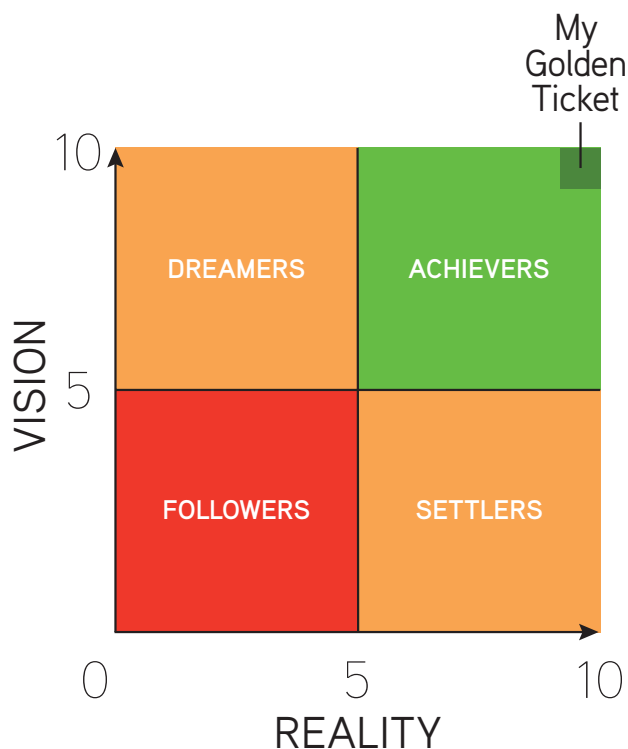 My
Golden
Ticket
10
DREAMERS
ACHIEVERS
VISION
5
FOLLOWERS
SETTLERS
0
5
10
REALITY